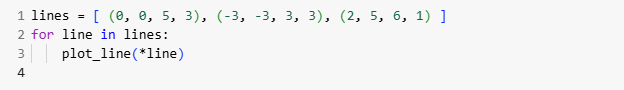 1 lines = [ (0, 0, 5, 3), (-3, -3, 3, 3), (2, 5, 6, 1) ]
2 for line in lines:
3     plot_line(*line)
4